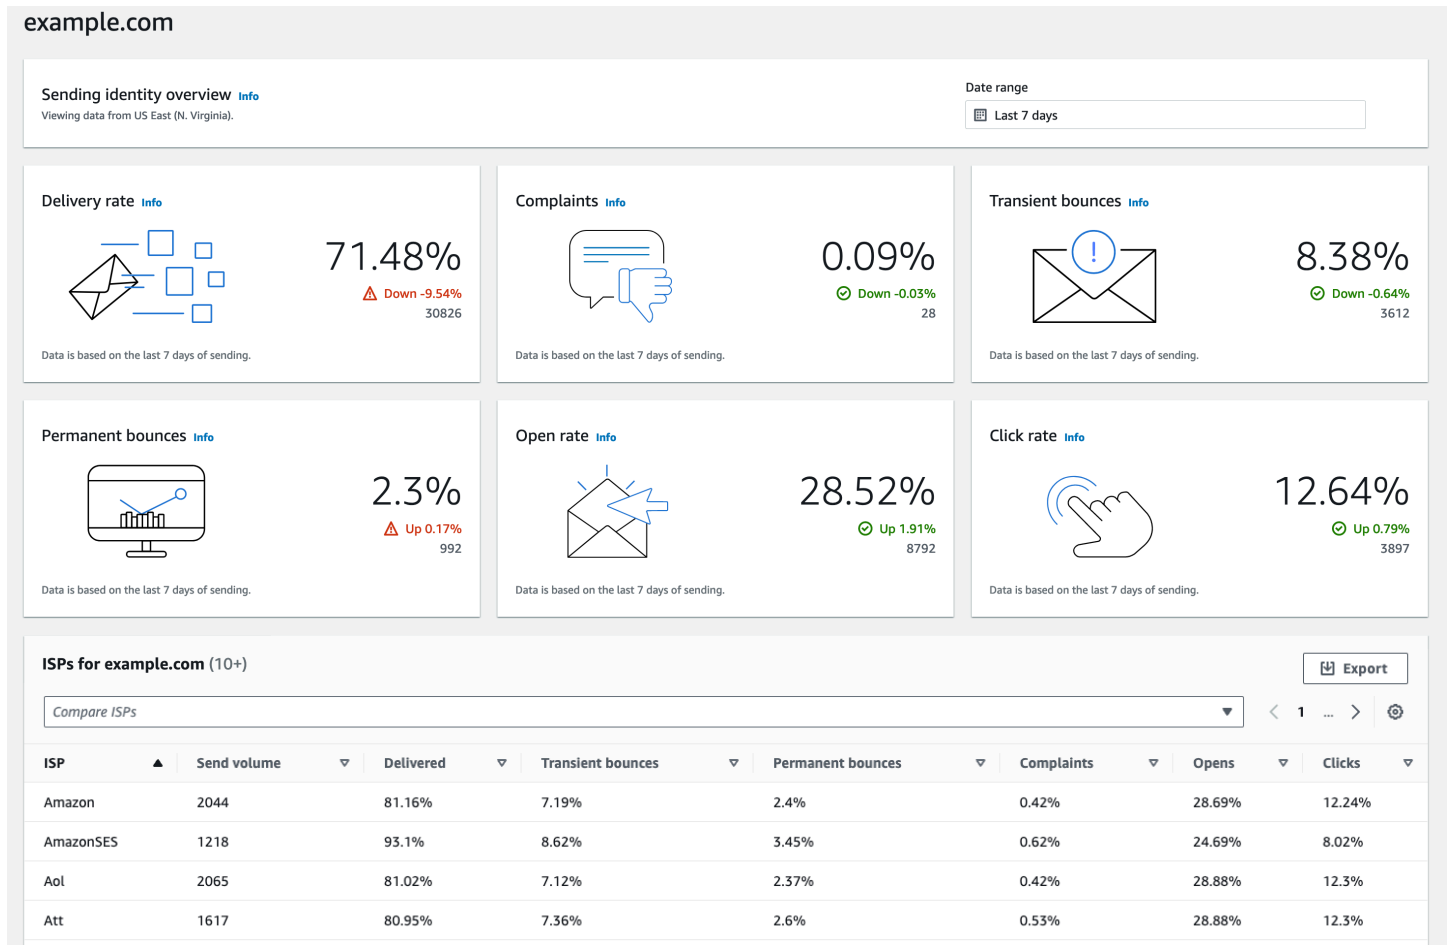 example.com
Sending identity overview Info
Viewing data from US East (N. Virginia).
Date range
Last 7 days
Delivery rate Info
71.48%
Down -9.54%
30826
Data is based on the last 7 days of sending.
Complaints Info
0.09%
Down -0.03%
28
Data is based on the last 7 days of sending.
Transient bounces Info
!
8.38%
Down -0.64%
3612
Data is based on the last 7 days of sending.
Permanent bounces Info
2.3%
Up 0.17%
992
Data is based on the last 7 days of sending.
Open rate Info
28.52%
Up 1.91%
8792
Data is based on the last 7 days of sending.
Click rate Info
12.64%
Up 0.79%
3897
Data is based on the last 7 days of sending.
ISPs for example.com (10+)
Export
Compare ISPs
1 ...
ISP Send volume Delivered Transient bounces Permanent bounces Complaints Opens Clicks
Amazon 2044 81.16% 7.19% 2.4% 0.42% 28.69% 12.24%
AmazonSES 1218 93.1% 8.62% 3.45% 0.62% 24.69% 8.02%
Aol 2065 81.02% 7.12% 2.37% 0.42% 28.88% 12.3%
Att 1617 80.95% 7.36% 2.6% 0.53% 28.88% 12.3%